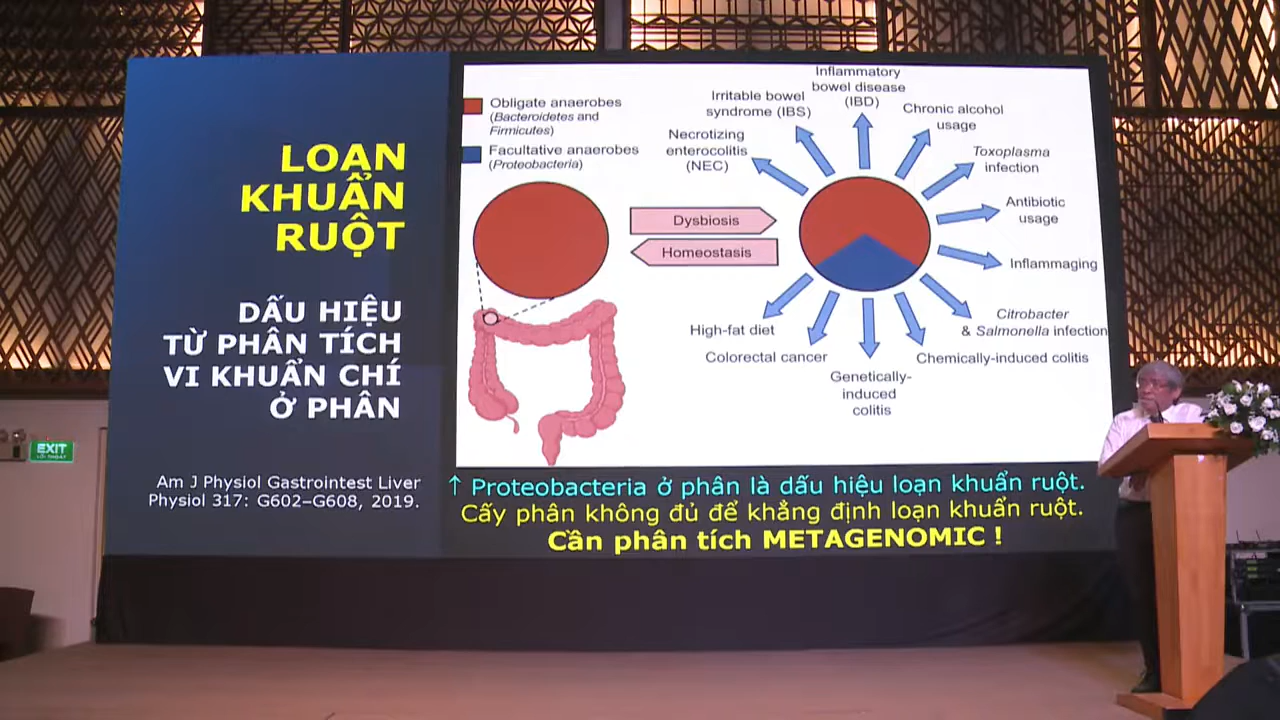 LOẠN
KHUẨN
RUỘT
DẤU HIỆU
TỪ PHÂN TÍCH
VI KHUẨN CHÍ
Ở PHÂN
Am J Physiol Gastrointest Liver
Physiol 317: G602–G608, 2019.
Obligate anaerobes
(Bacteroidetes and
Firmicutes)
Facultative anaerobes
(Proteobacteria)
Dysbiosis
Homeostasis
Necrotizing
enterocolitis
(NEC)
Irritable bowel
syndrome (IBS)
Inflammatory
bowel disease
(IBD)
Chronic alcohol
usage
Toxoplasma
infection
Antibiotic
usage
Inflammaging
Citrobacter
& Salmonella infection
Chemically-induced colitis
Genetically-
induced
colitis
Colorectal cancer
High-fat diet
↑ Proteobacteria ở phân là dấu hiệu loạn khuẩn ruột.
Cấy phân không đủ để khẳng định loạn khuẩn ruột.
Cần phân tích METAGENOMIC !
EXIT